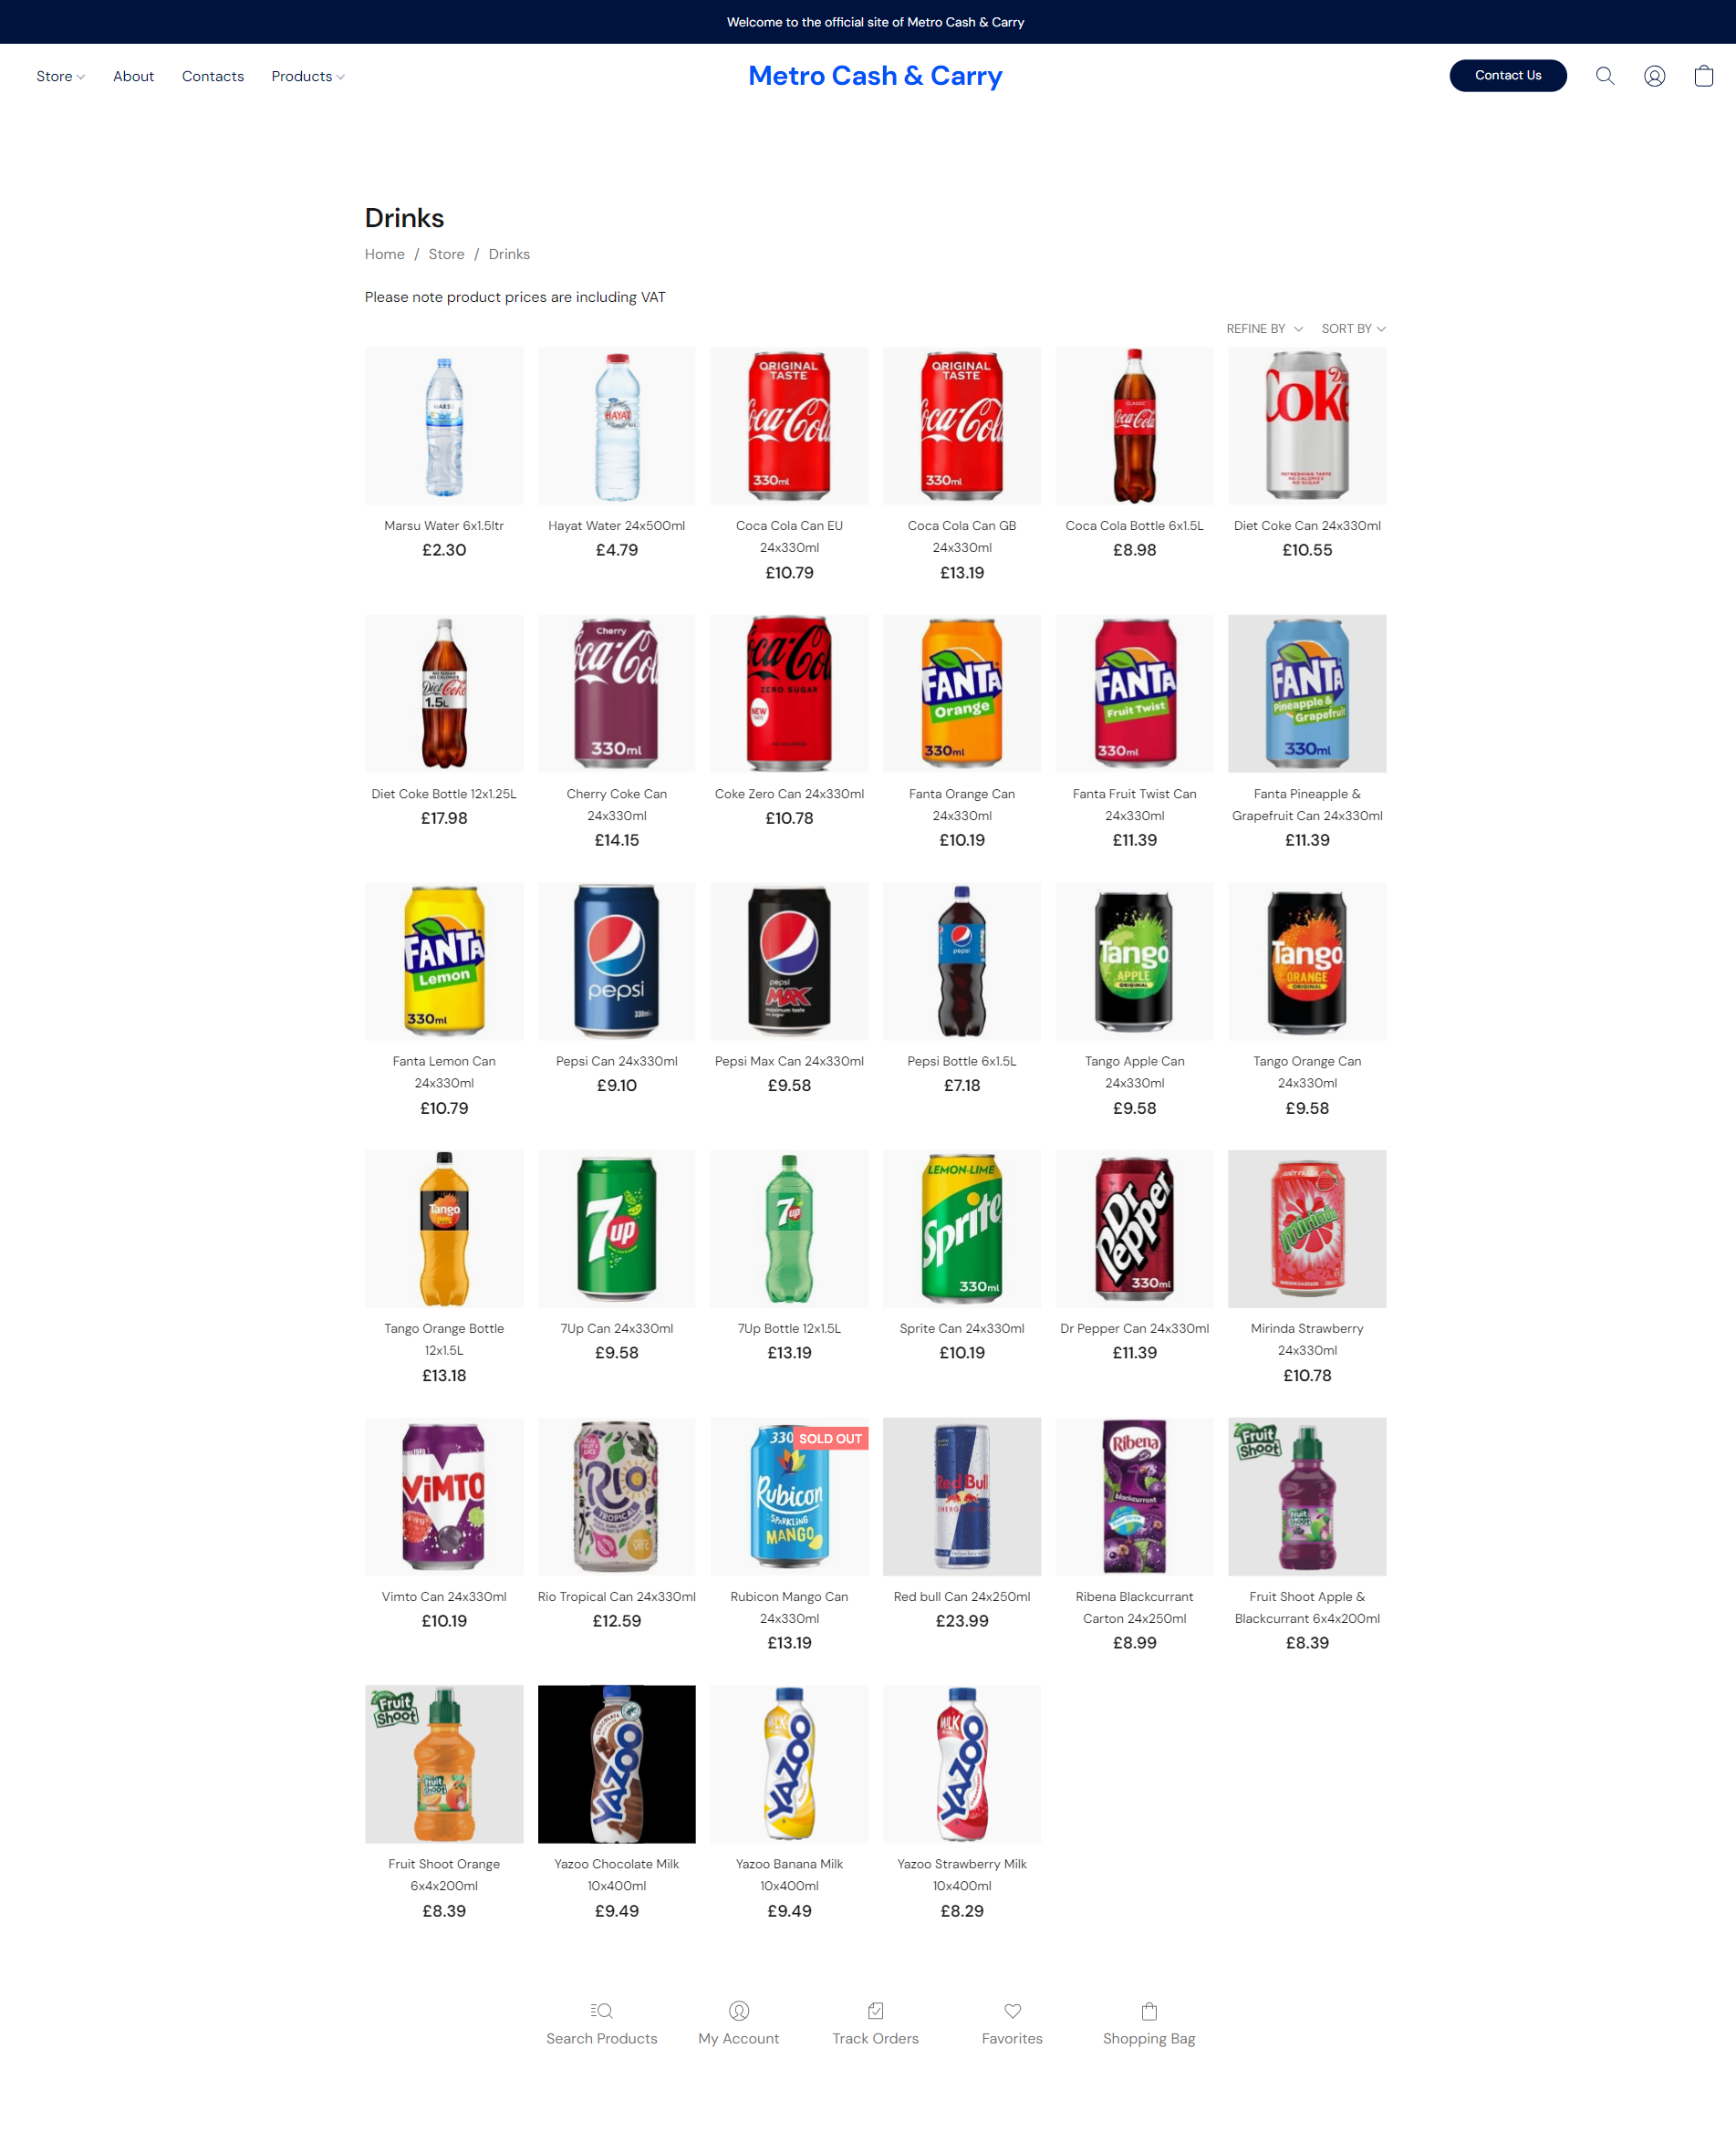 Welcome to the official site of Metro Cash & Carry
Store
About
Contacts
Products
Metro Cash & Carry
Contact Us
Drinks
Home / Store / Drinks
Please note product prices are including VAT
REFINE BY
SORT BY
Marsu Water 6x1.5ltr
£2.30
Hayat Water 24x500ml
£4.79
Coca Cola Can EU
24x330ml
£10.79
Coca Cola Can GB
24x330ml
£13.19
Coca Cola Bottle 6x1.5L
£8.98
Diet Coke Can 24x330ml
£10.55
Diet Coke Bottle 12x1.25L
£17.98
Cherry Coke Can
24x330ml
£14.15
Coke Zero Can 24x330ml
£10.78
Fanta Orange Can
24x330ml
£10.19
Fanta Fruit Twist Can
24x330ml
£11.39
Fanta Pineapple &
Grapefruit Can 24x330ml
£11.39
Fanta Lemon Can
24x330ml
£10.79
Pepsi Can 24x330ml
£9.10
Pepsi Max Can 24x330ml
£9.58
Pepsi Bottle 6x1.5L
£7.18
Tango Apple Can
24x330ml
£9.58
Tango Orange Can
24x330ml
£9.58
Tango Orange Bottle
12x1.5L
£13.18
7Up Can 24x330ml
£9.58
7Up Bottle 12x1.5L
£13.19
Sprite Can 24x330ml
£10.19
Dr Pepper Can 24x330ml
£11.39
Mirinda Strawberry
24x330ml
£10.78
SOLD OUT
Vimto Can 24x330ml
£10.19
Rio Tropical Can 24x330ml
£12.59
Rubicon Mango Can
24x330ml
£13.19
Red bull Can 24x250ml
£23.99
Ribena Blackcurrant
Carton 24x250ml
£8.99
Fruit Shoot Apple &
Blackcurrant 6x4x200ml
£8.39
Fruit Shoot Orange
6x4x200ml
£8.39
Yazoo Chocolate Milk
10x400ml
£9.49
Yazoo Banana Milk
10x400ml
£9.49
Yazoo Strawberry Milk
10x400ml
£8.29
Search Products
My Account
Track Orders
Favorites
Shopping Bag